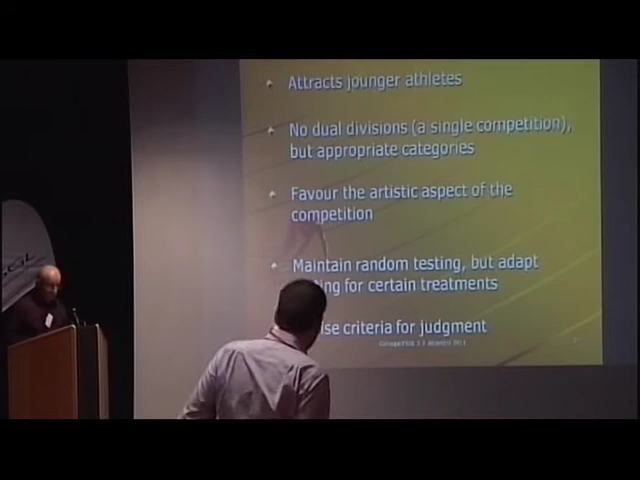 Attracts jounger athletes
No dual divisions (a single competition),
but appropriate categories
Favour the artistic aspect of the
competition
Maintain random testing, but adapt
for certain treatments
criteria for judgment